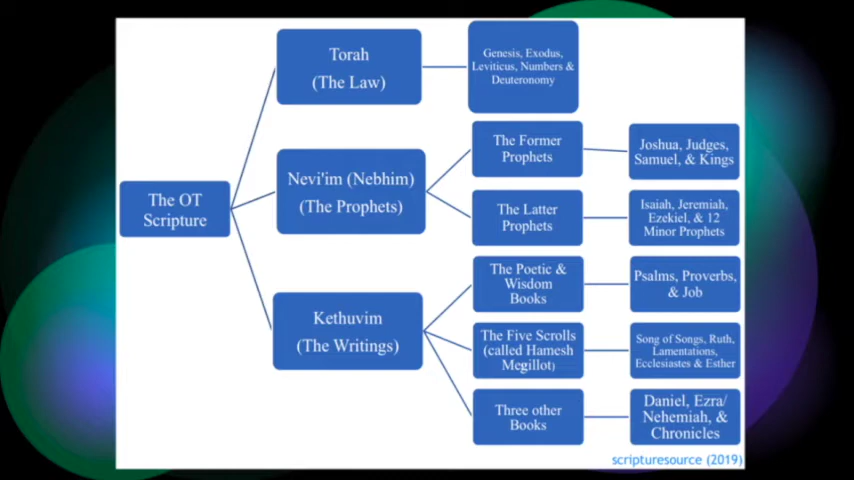 The OT
Scripture
Torah
(The Law)
Genesis, Exodus,
Leviticus, Numbers &
Deuteronomy
Nevi'im (Nebhim)
(The Prophets)
The Former
Prophets
Joshua, Judges,
Samuel, & Kings
The Latter
Prophets
Isaiah, Jeremiah,
Ezekiel, & 12
Minor Prophets
Kethuvim
(The Writings)
The Poetic &
Wisdom
Books
Psalms, Proverbs,
& Job
The Five Scrolls
(called Hamesh
Megillot)
Song of Songs, Ruth,
Lamentations,
Ecclesiastes & Esther
Three other
Books
Daniel, Ezra/
Nehemiah, &
Chronicles
scripturesource (2019)